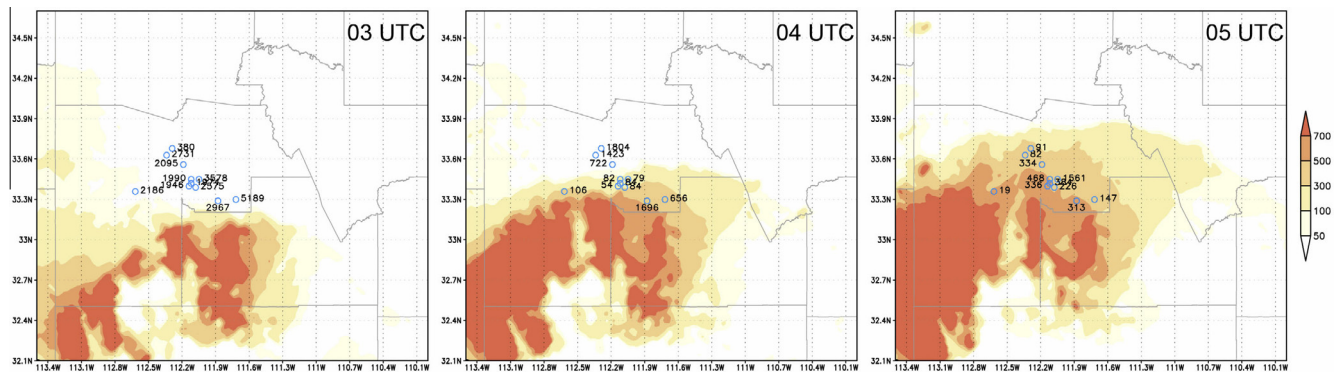 03 UTC
34.5N
34.2N
33.9N
33.6N
33.3N
33N
32.7N
32.4N
32.1N
380
2731
2095
1990 3578
1946 2375
2186
5189
2967
113.4W 113.1W 112.8W 112.5W 112.2W 111.9W 111.6W 111.3W 111W 110.7W 110.4W 110.1W
04 UTC
34.5N
34.2N
33.9N
33.6N
33.3N
33N
32.7N
32.4N
32.1N
1804
1423
722
82 79
54 84
106
656
1696
113.4W 113.1W 112.8W 112.5W 112.2W 111.9W 111.6W 111.3W 111W 110.7W 110.4W 110.1W
05 UTC
34.5N
34.2N
33.9N
33.6N
33.3N
33N
32.7N
32.4N
32.1N
91
82
334
468 1561
336 226
19
147
313
113.4W 113.1W 112.8W 112.5W 112.2W 111.9W 111.6W 111.3W 111W 110.7W 110.4W 110.1W
700
500
300
100
50